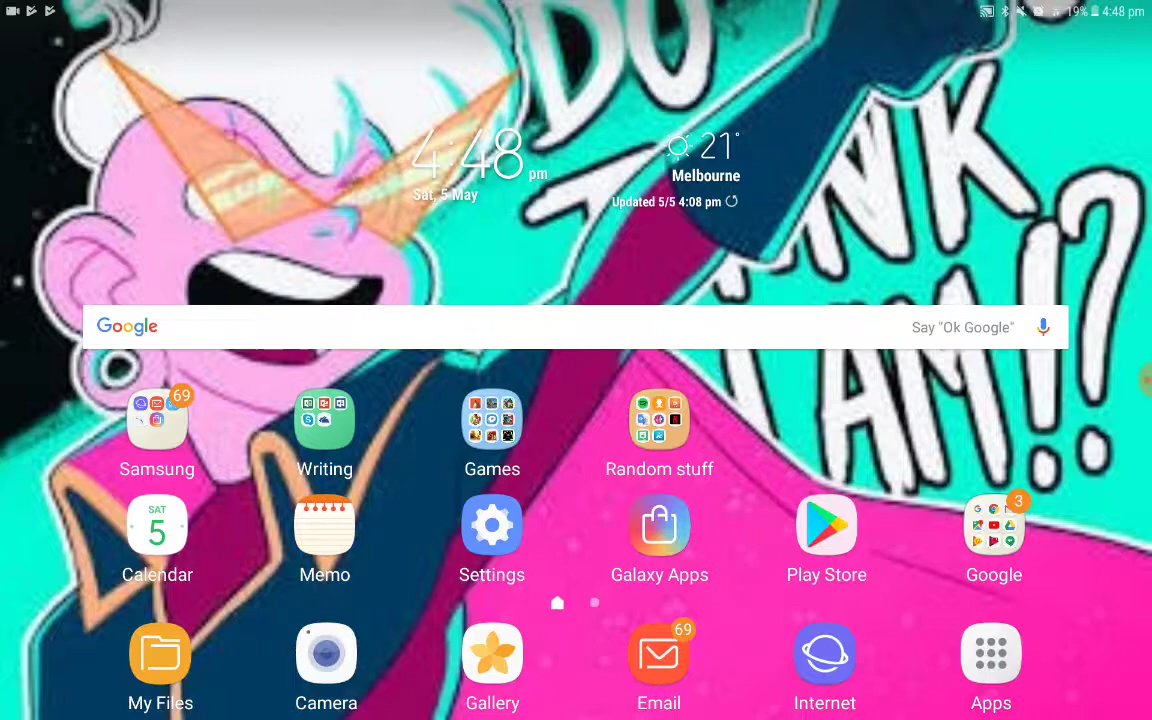 19% 4:48 pm
DO
4:48 pm
21°
Sat, 5 May
Melbourne
Updated 5/5 4:08 pm
I AM!?
Google
Say "Ok Google"
69
Samsung
Writing
Games
Random stuff
SAT
5
3
Calendar
Memo
Settings
Galaxy Apps
Play Store
Google
69
My Files
Camera
Gallery
Email
Internet
Apps